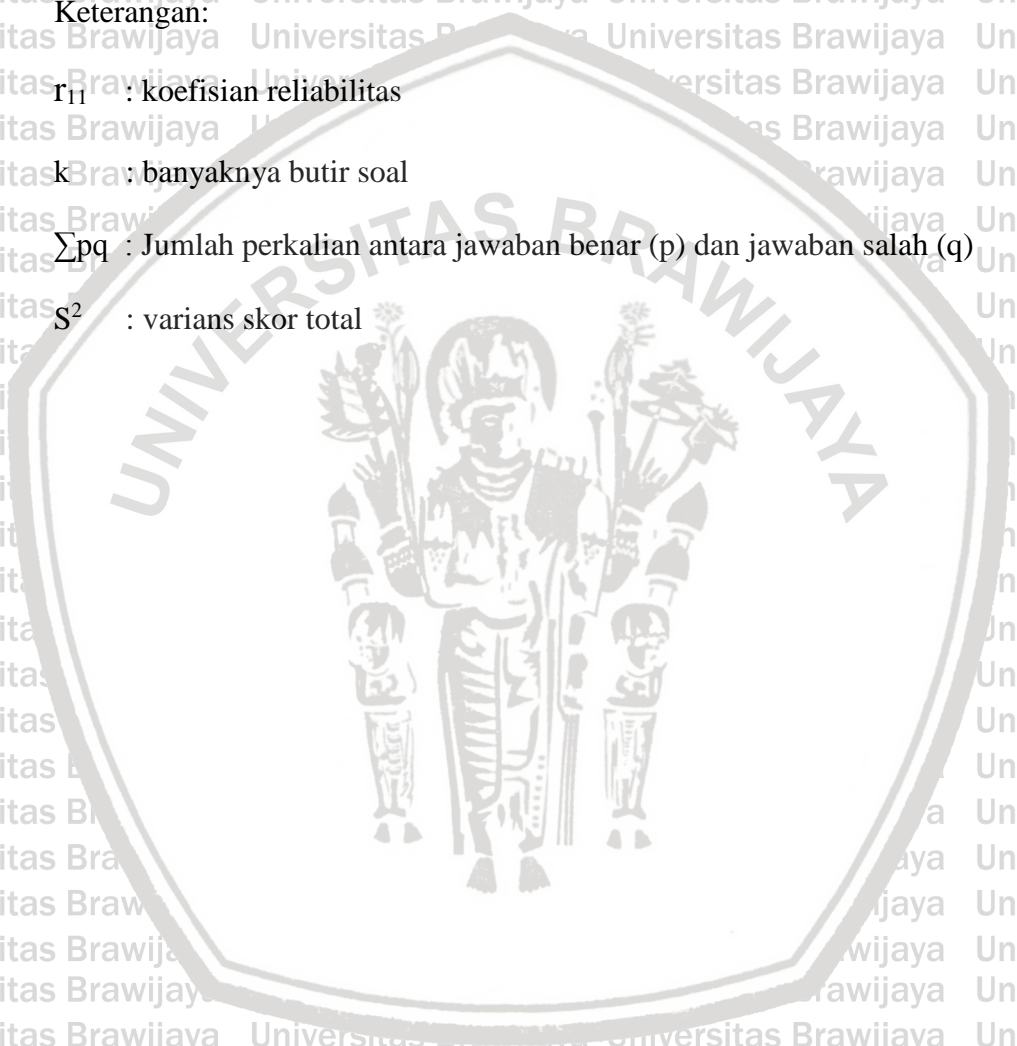 Keterangan:
r₁₁ : koefisian reliabilitas
k : banyaknya butir soal
∑pq : Jumlah perkalian antara jawaban benar (p) dan jawaban salah (q)
S² : varians skor total
UNIVERSITAS BRAWIJAYA